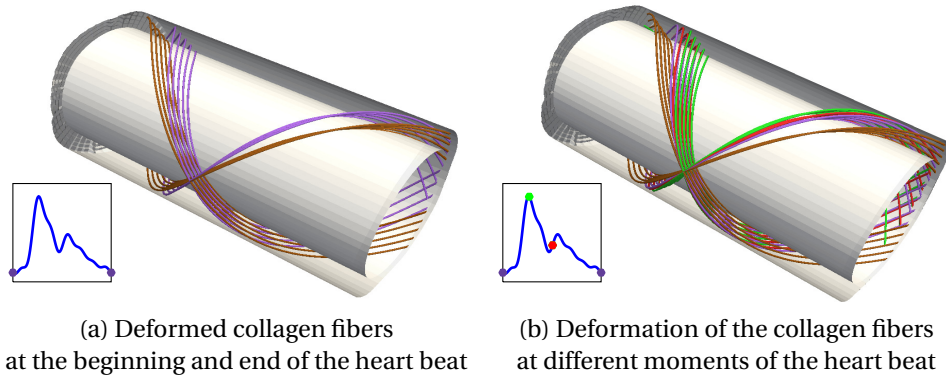 (a) Deformed collagen fibers
at the beginning and end of the heart beat
(b) Deformation of the collagen fibers
at different moments of the heart beat